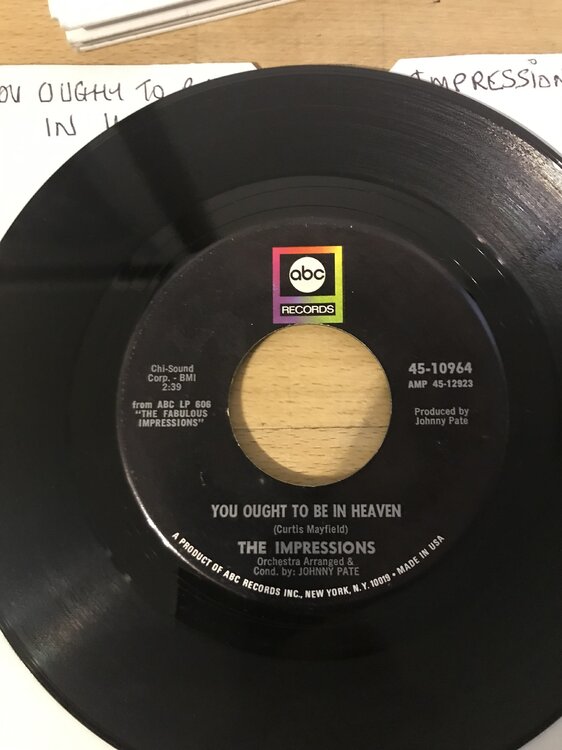 OUGHY TO
IN
IMPRESSION
abc
RECORDS
Chi-Sound
Corp. - BMI
2:39
from ABC LP 606
"THE FABULOUS
IMPRESSIONS"
45-10964
AMP 45-12923
Produced by
Johnny Pate
YOU OUGHT TO BE IN HEAVEN
(Curtis Mayfield)
THE IMPRESSIONS
Orchestra Arranged &
Cond. by: JOHNNY PATE
A PRODUCT OF ABC RECORDS INC., NEW YORK, N.Y. 10019 • MADE IN USA